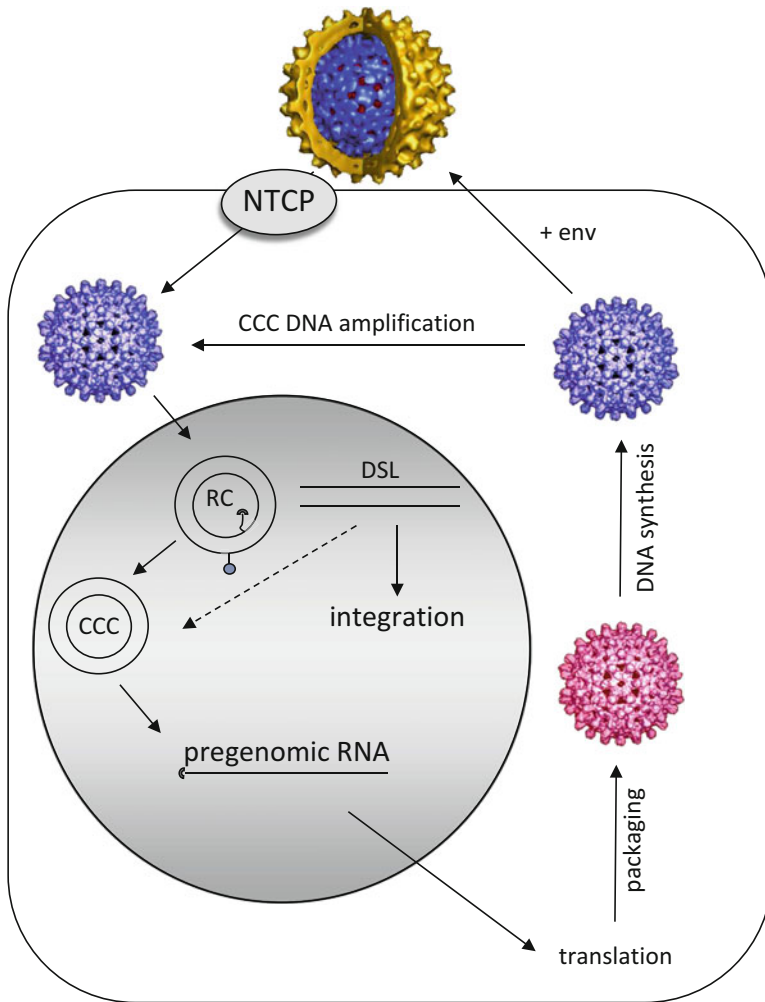 NTCP
+ env
CCC DNA amplification
RC
DSL
CCC
integration
pregenomic RNA
DNA synthesis
packaging
translation